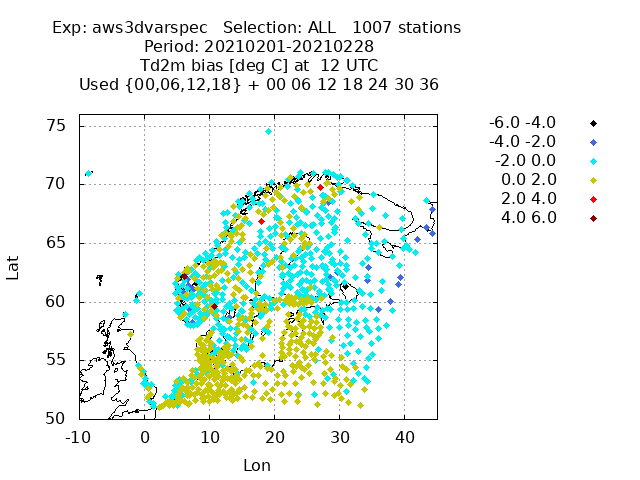 Exp: aws3dvarspec   Selection: ALL   1007 stations
Period: 20210201-20210228
Td2m bias [deg C] at  12 UTC
Used {00,06,12,18} + 00 06 12 18 24 30 36
-6.0 -4.0
-4.0 -2.0
-2.0 0.0
0.0 2.0
2.0 4.0
4.0 6.0
75
70
65
60
55
50
Lat
-10 0 10 20 30 40
Lon